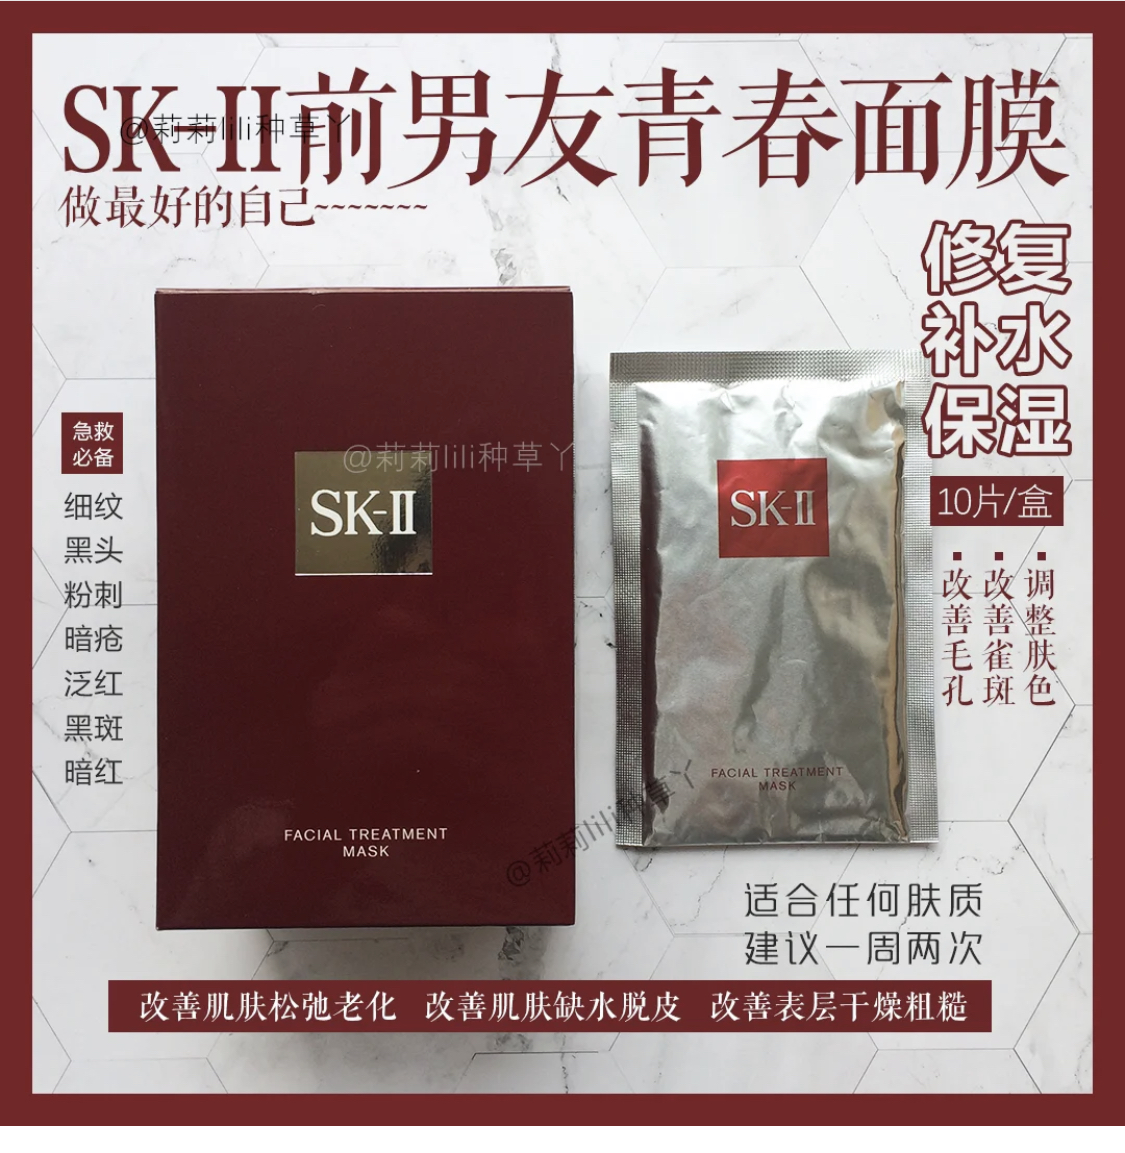 SK-II前男友青春面膜
@莉莉lili种草丫
做最好的自己~~~~~~~
修复
补水
保湿
10片/盒
调整肤色
改善雀斑
改善毛孔
急救
必备
细纹
黑头
粉刺
暗疮
泛红
黑斑
暗红
@莉莉lili种草丫
SK-II
FACIAL TREATMENT
MASK
SK-II
FACIAL TREATMENT
MASK
@莉莉lili种草丫
适合任何肤质
建议一周两次
改善肌肤松弛老化 改善肌肤缺水脱皮 改善表层干燥粗糙